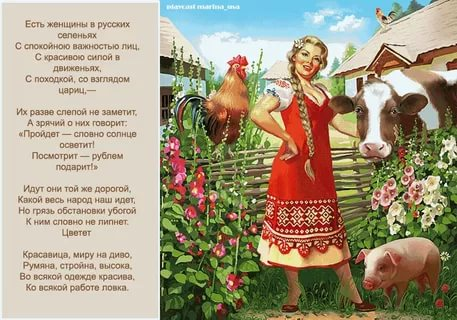 playcast marina_usa
Есть женщины в русских
селеньях
С спокойною важностью лиц,
С красивою силой в
движеньях,
С походкой, со взглядом
цариц,—
Их разве слепой не заметит,
А зрячий о них говорит:
«Пройдет — словно солнце
осветит!
Посмотрит — рублем
подарит!»
Идут они той же дорогой,
Какой весь народ наш идет,
Но грязь обстановки убогой
К ним словно не липнет.
Цветет
Красавица, миру на диво,
Румяна, стройна, высока,
Во всякой одежде красива,
Ко всякой работе ловка.